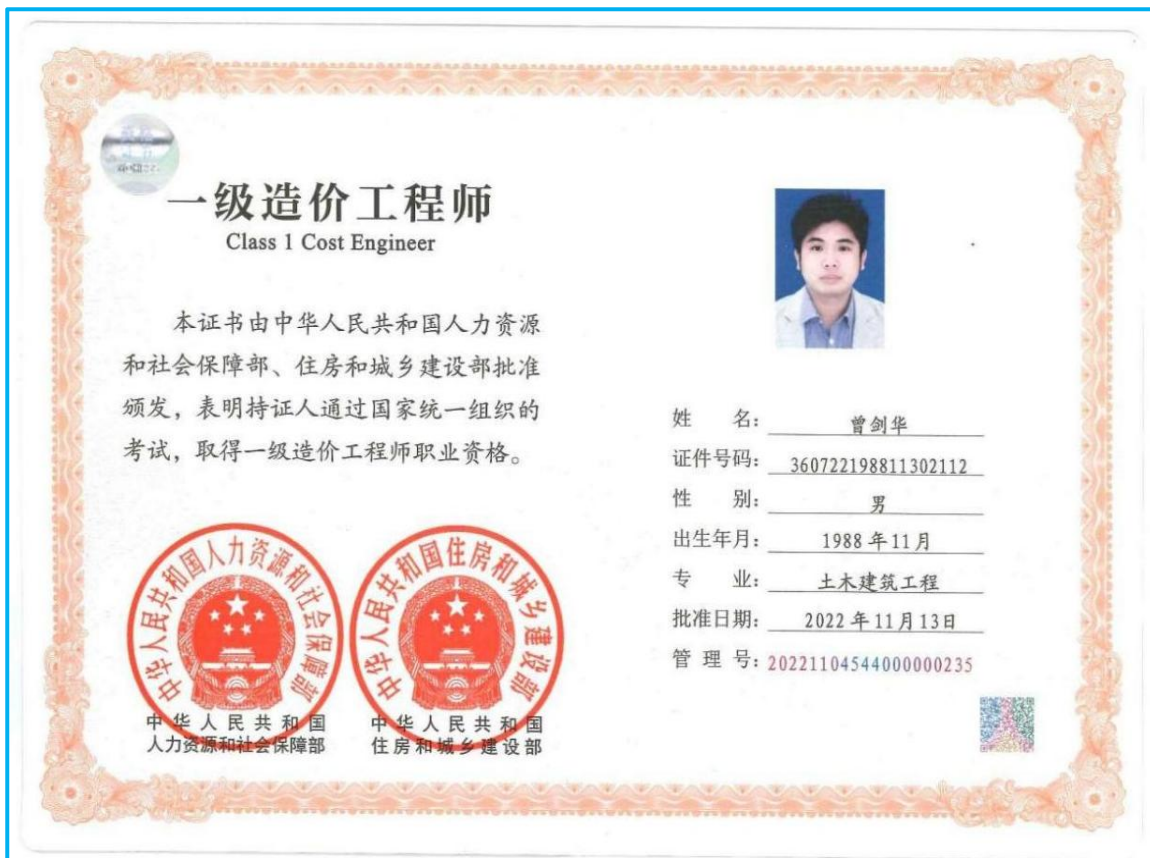 一级造价工程师
Class 1 Cost Engineer
本证书由中华人民共和国人力资源
和社会保障部、住房和城乡建设部批准
颁发，表明持证人通过国家统一组织的
考试，取得一级造价工程师职业资格。
中华人民共和国人力资源和社会保障部
中华人民共和国
人力资源和社会保障部
中华人民共和国住房和城乡建设部
中华人民共和国
住房和城乡建设部
姓 名：曾剑华
证件号码：360722198811302112
性 别：男
出生年月：1988年11月
专 业：土木建筑工程
批准日期：2022年11月13日
管 理 号：20221104544000000235